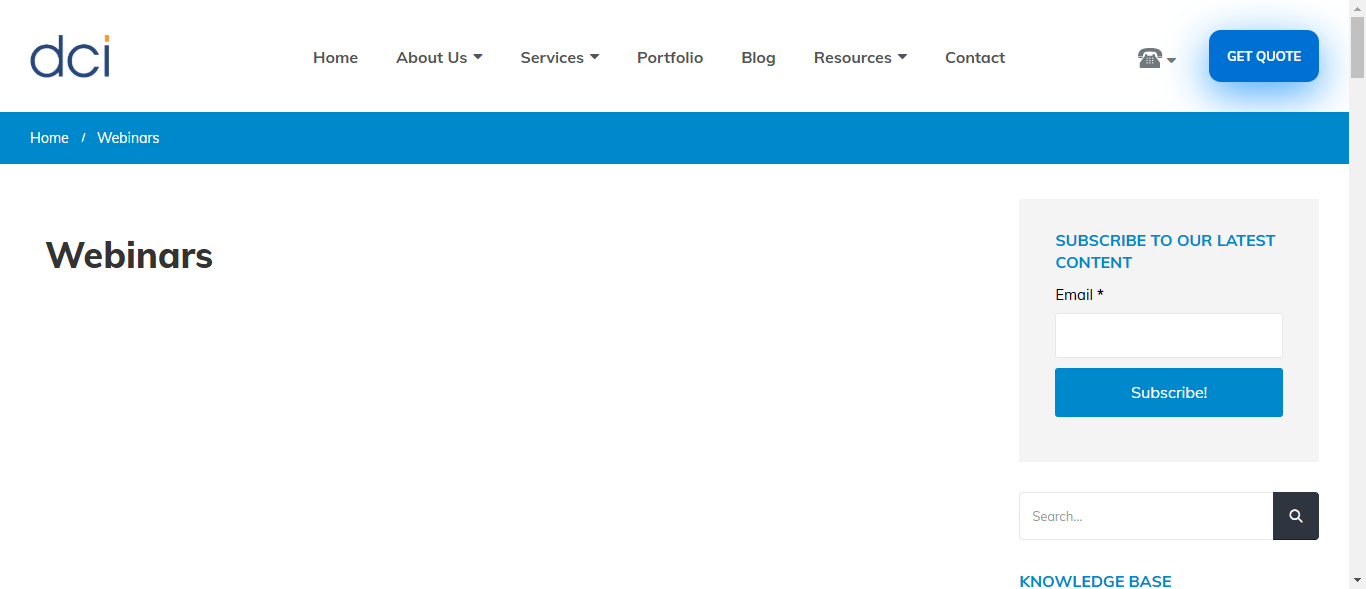 dci
Home About Us Services Portfolio Blog Resources Contact
GET QUOTE
Home / Webinars
Webinars
SUBSCRIBE TO OUR LATEST
CONTENT
Email *
Subscribe!
Search...
KNOWLEDGE BASE